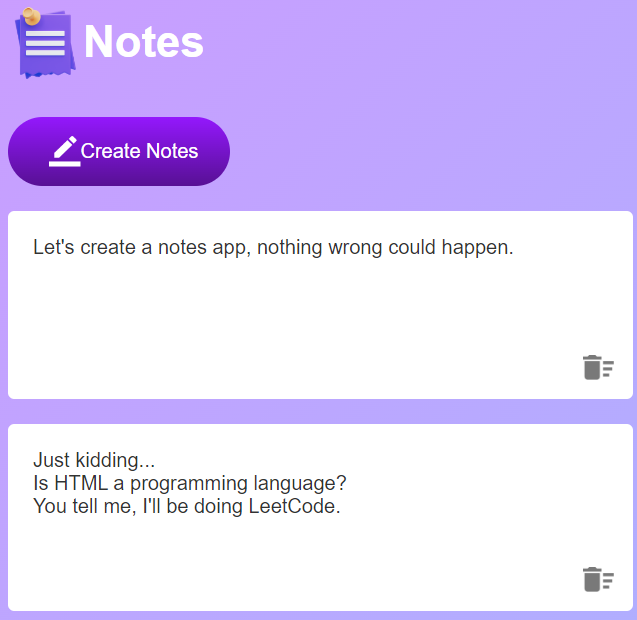 Notes
Create Notes
Let's create a notes app, nothing wrong could happen.
Just kidding...
Is HTML a programming language?
You tell me, I'll be doing LeetCode.